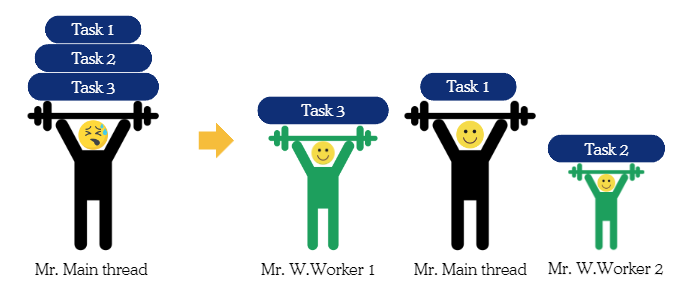 Task 1
Task 2
Task 3
Mr. Main thread
Task 3
Mr. W.Worker 1
Task 1
Mr. Main thread
Task 2
Mr. W.Worker 2